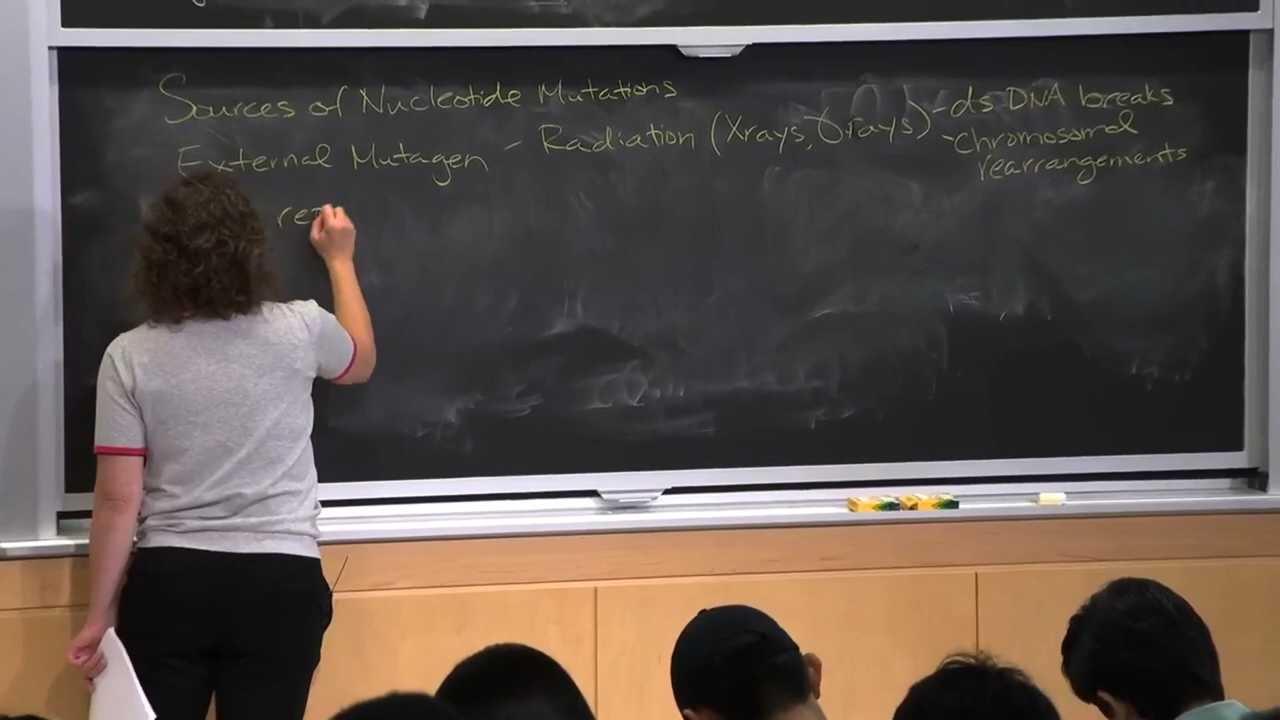 Sources of Nucleotide Mutations
External Mutagen - Radiation (Xrays, γrays) - ds DNA breaks
- Chromosomal
rearrangements